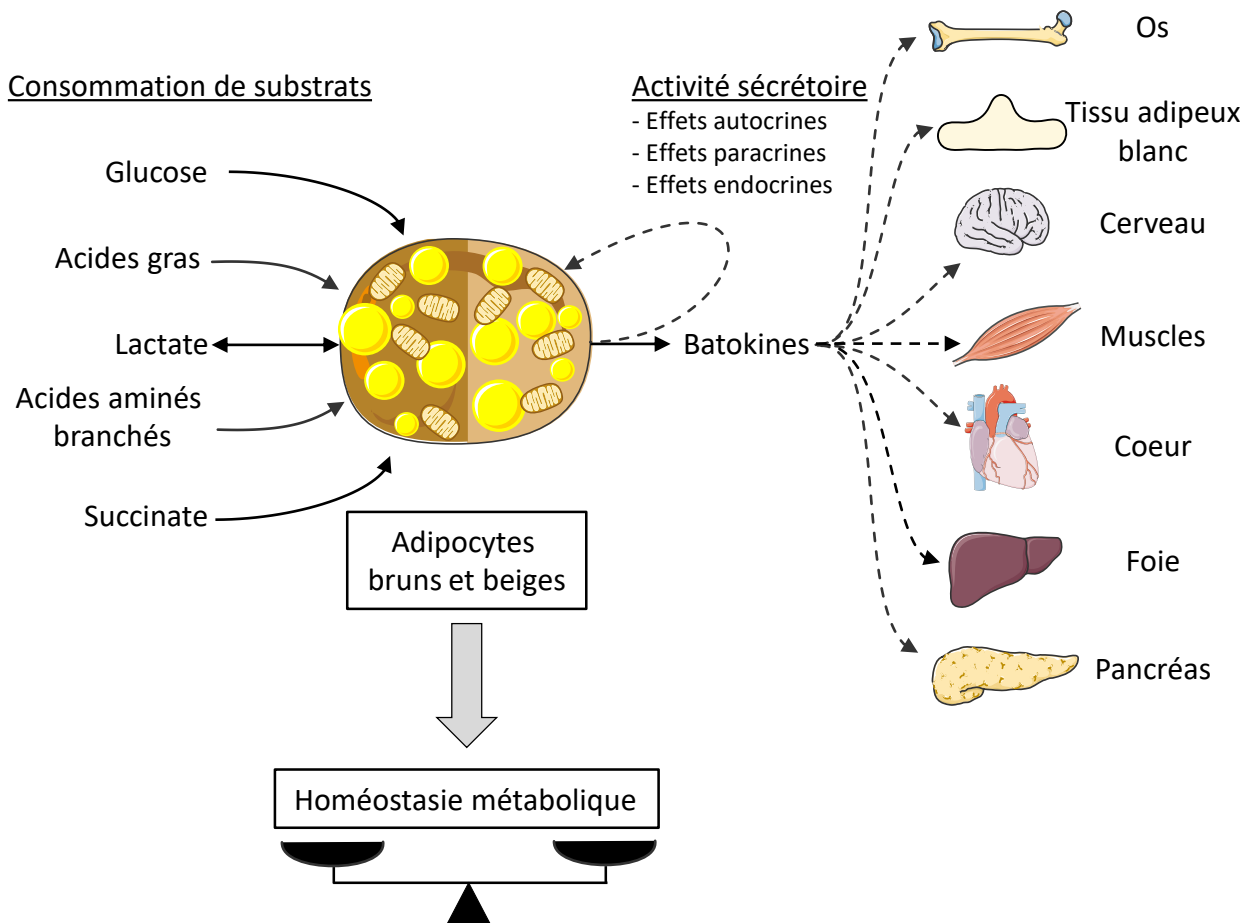 Consommation de substrats
Glucose
Acides gras
Lactate
Acides aminés
branchés
Succinate
Adipocytes
bruns et beiges
Homéostasie métabolique
Activité sécrétoire
- Effets autocrines
- Effets paracrines
- Effets endocrines
Batokines
Os
Tissu adipeux
blanc
Cerveau
Muscles
Coeur
Foie
Pancréas